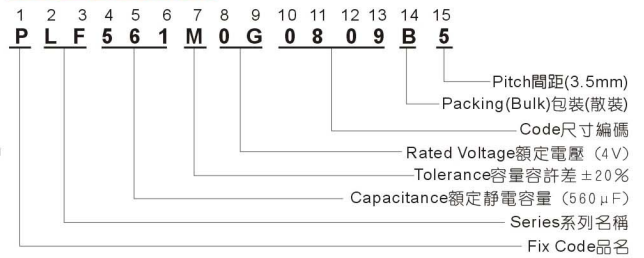 1 2 3 4 5 6 7 8 9 10 11 12 13 14 15
P L F 5 6 1 M 0 G 0 8 0 9 B 5
Pitch間距(3.5mm)
Packing(Bulk)包裝(散裝)
Code尺寸編碼
Rated Voltage額定電壓（4V）
Tolerance容量容許差±20%
Capacitance額定靜電容量（560μF）
Series系列名稱
Fix Code品名